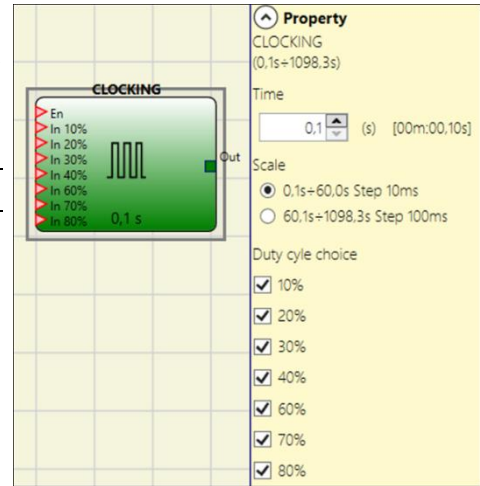 CLOCKING
En
In 10%
In 20%
In 30%
In 40%
In 60%
In 70%
In 80%
0,1 s
Out
Property
CLOCKING
(0,1s÷1098,3s)
Time
0,1 (s) [00m:00,10s]
Scale
0,1s÷60,0s Step 10ms
60,1s÷1098,3s Step 100ms
Duty cyle choice
10%
20%
30%
40%
60%
70%
80%